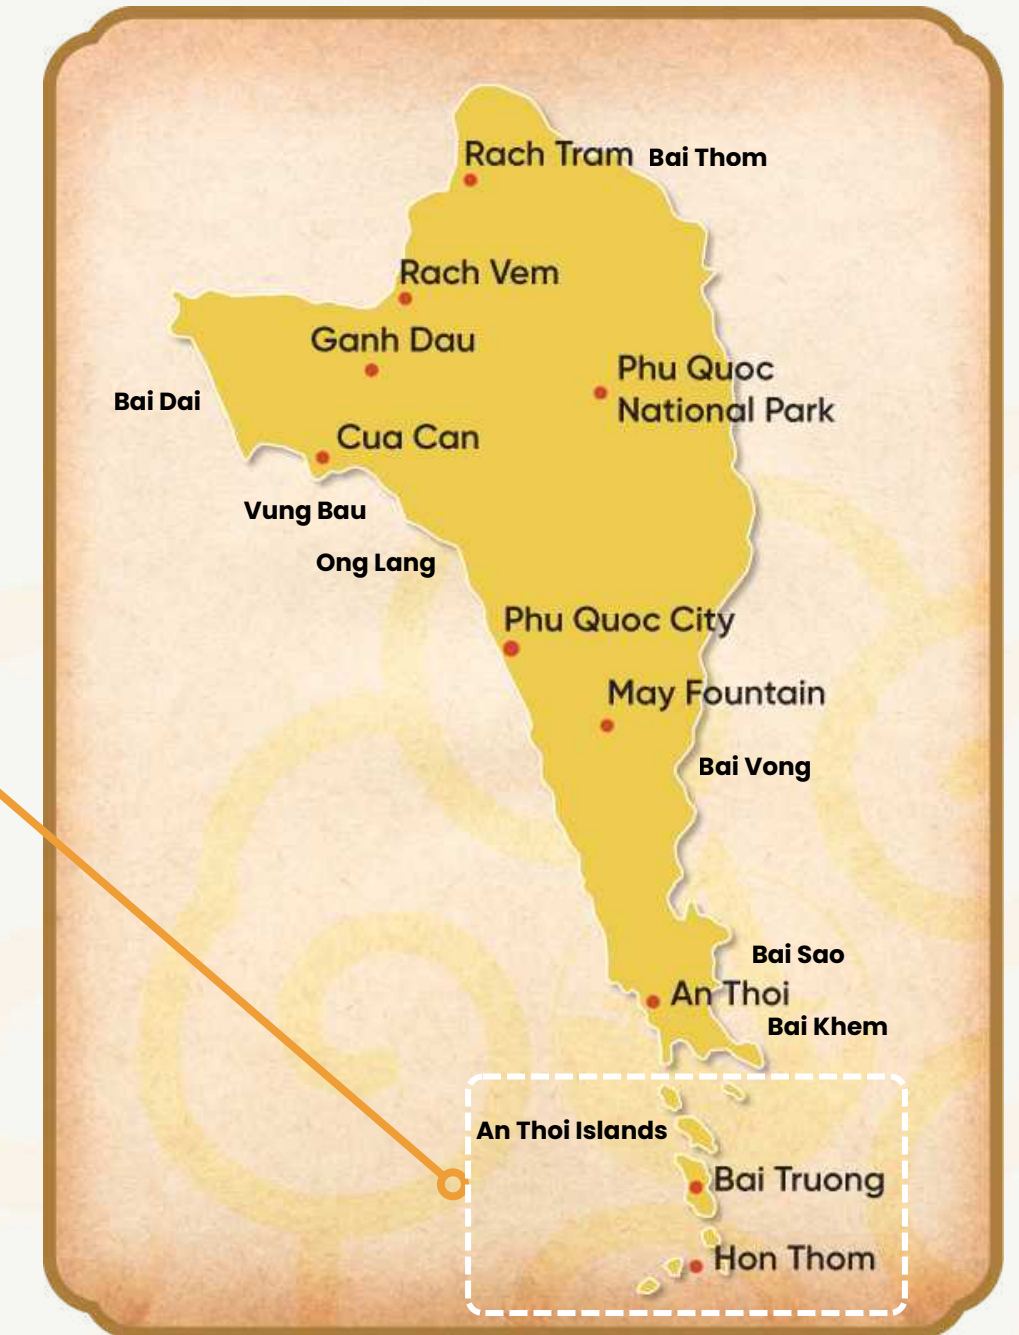 Rach Tram
Bai Thom
Rach Vem
Ganh Dau
Phu Quoc
National Park
Bai Dai
Cua Can
Vung Bau
Ong Lang
Phu Quoc City
May Fountain
Bai Vong
Bai Sao
An Thoi
Bai Khem
An Thoi Islands
Bai Truong
Hon Thom